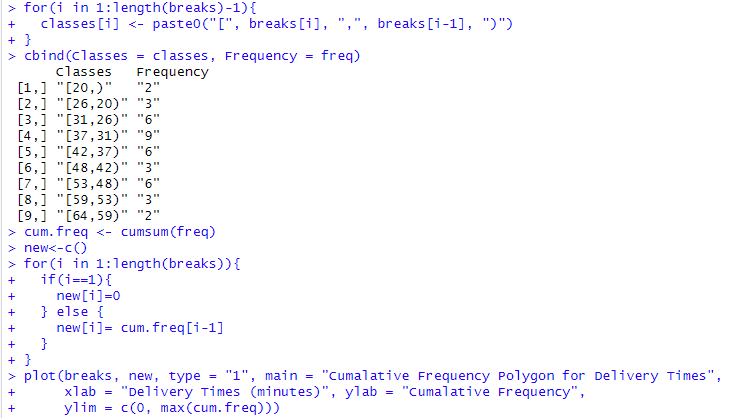 > for(i in 1:length(breaks)-1){
+   classes[i] <- paste0("[", breaks[i], ",", breaks[i-1], ")")
+ }
> cbind(Classes = classes, Frequency = freq)
      Classes   Frequency
 [1,] "[20,)"   "2"
 [2,] "[26,20)" "3"
 [3,] "[31,26)" "6"
 [4,] "[37,31)" "9"
 [5,] "[42,37)" "6"
 [6,] "[48,42)" "3"
 [7,] "[53,48)" "6"
 [8,] "[59,53)" "3"
 [9,] "[64,59)" "2"
> cum.freq <- cumsum(freq)
> new<-c()
> for(i in 1:length(breaks)){
+   if(i==1){
+     new[i]=0
+   } else {
+     new[i]= cum.freq[i-1]
+   }
+ }
> plot(breaks, new, type = "1", main = "Cumalative Frequency Polygon for Delivery Times",
+      xlab = "Delivery Times (minutes)", ylab = "Cumalative Frequency",
+      ylim = c(0, max(cum.freq)))